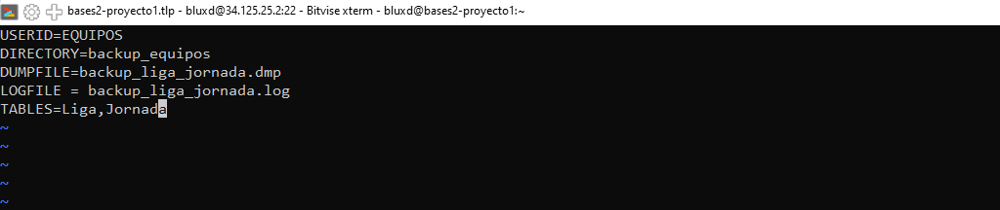 bases2-proyecto1.tlp - bluxd@34.125.25.2:22 - Bitvise xterm - bluxd@bases2-proyecto1:~
USERID=EQUIPOS
DIRECTORY=backup_equipos
DUMPFILE=backup_liga_jornada.dmp
LOGFILE = backup_liga_jornada.log
TABLES=Liga,Jornada
~
~
~
~
~